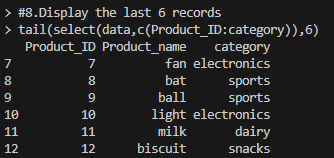 > #8.Display the last 6 records
> tail(select(data,c(Product_ID:category)),6)
   Product_ID Product_name    category
7           7          fan electronics
8           8          bat      sports
9           9         ball      sports
10         10        light electronics
11         11         milk       dairy
12         12      biscuit      snacks